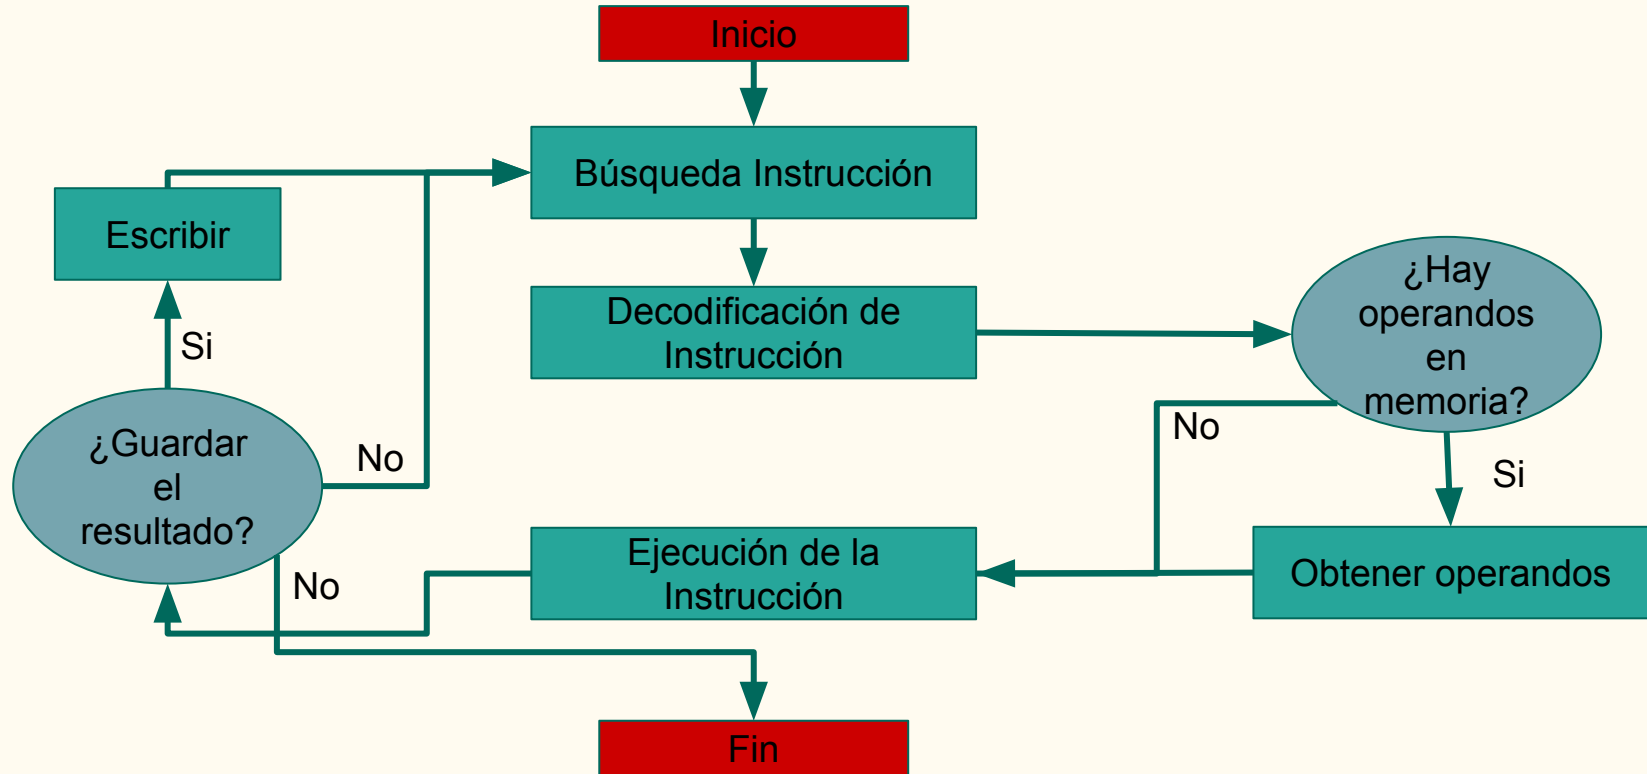 Inicio
Búsqueda Instrucción
Escribir
Decodificación de
Instrucción
¿Hay
operandos
en
memoria?
Si
No
Si
¿Guardar
el
resultado?
No
Ejecución de la
Instrucción
Obtener operandos
No
Fin